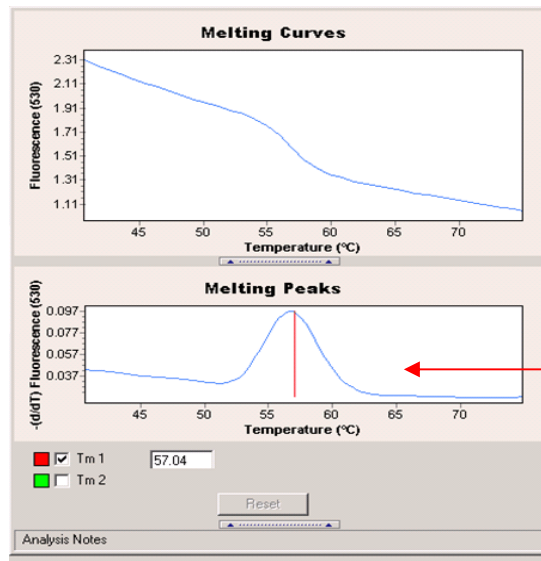 Melting Curves
Fluorescence (530)
2.31
2.11
1.91
1.71
1.51
1.31
1.11
45 50 55 60 65 70
Temperature (ºC)
Melting Peaks
-(d/dT) Fluorescence (530)
0.097
0.077
0.057
0.037
45 50 55 60 65 70
Temperature (ºC)
Tm 1 57.04
Tm 2
Reset
Analysis Notes